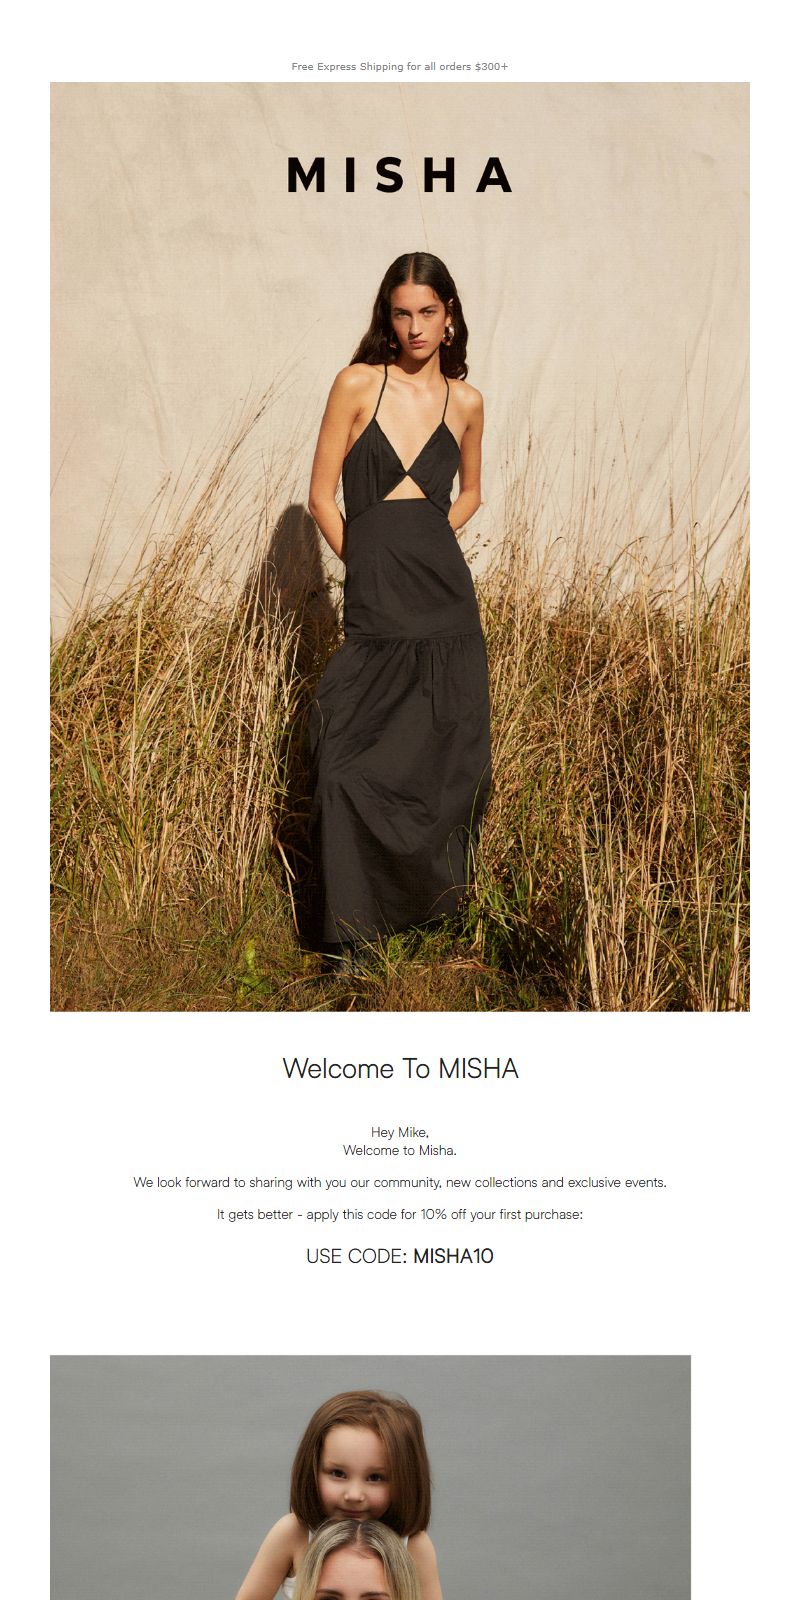 Free Express Shipping for all orders $300+
MISHA
Welcome To MISHA
Hey Mike,
Welcome to Misha.
We look forward to sharing with you our community, new collections and exclusive events.
It gets better - apply this code for 10% off your first purchase:
USE CODE: MISHA10